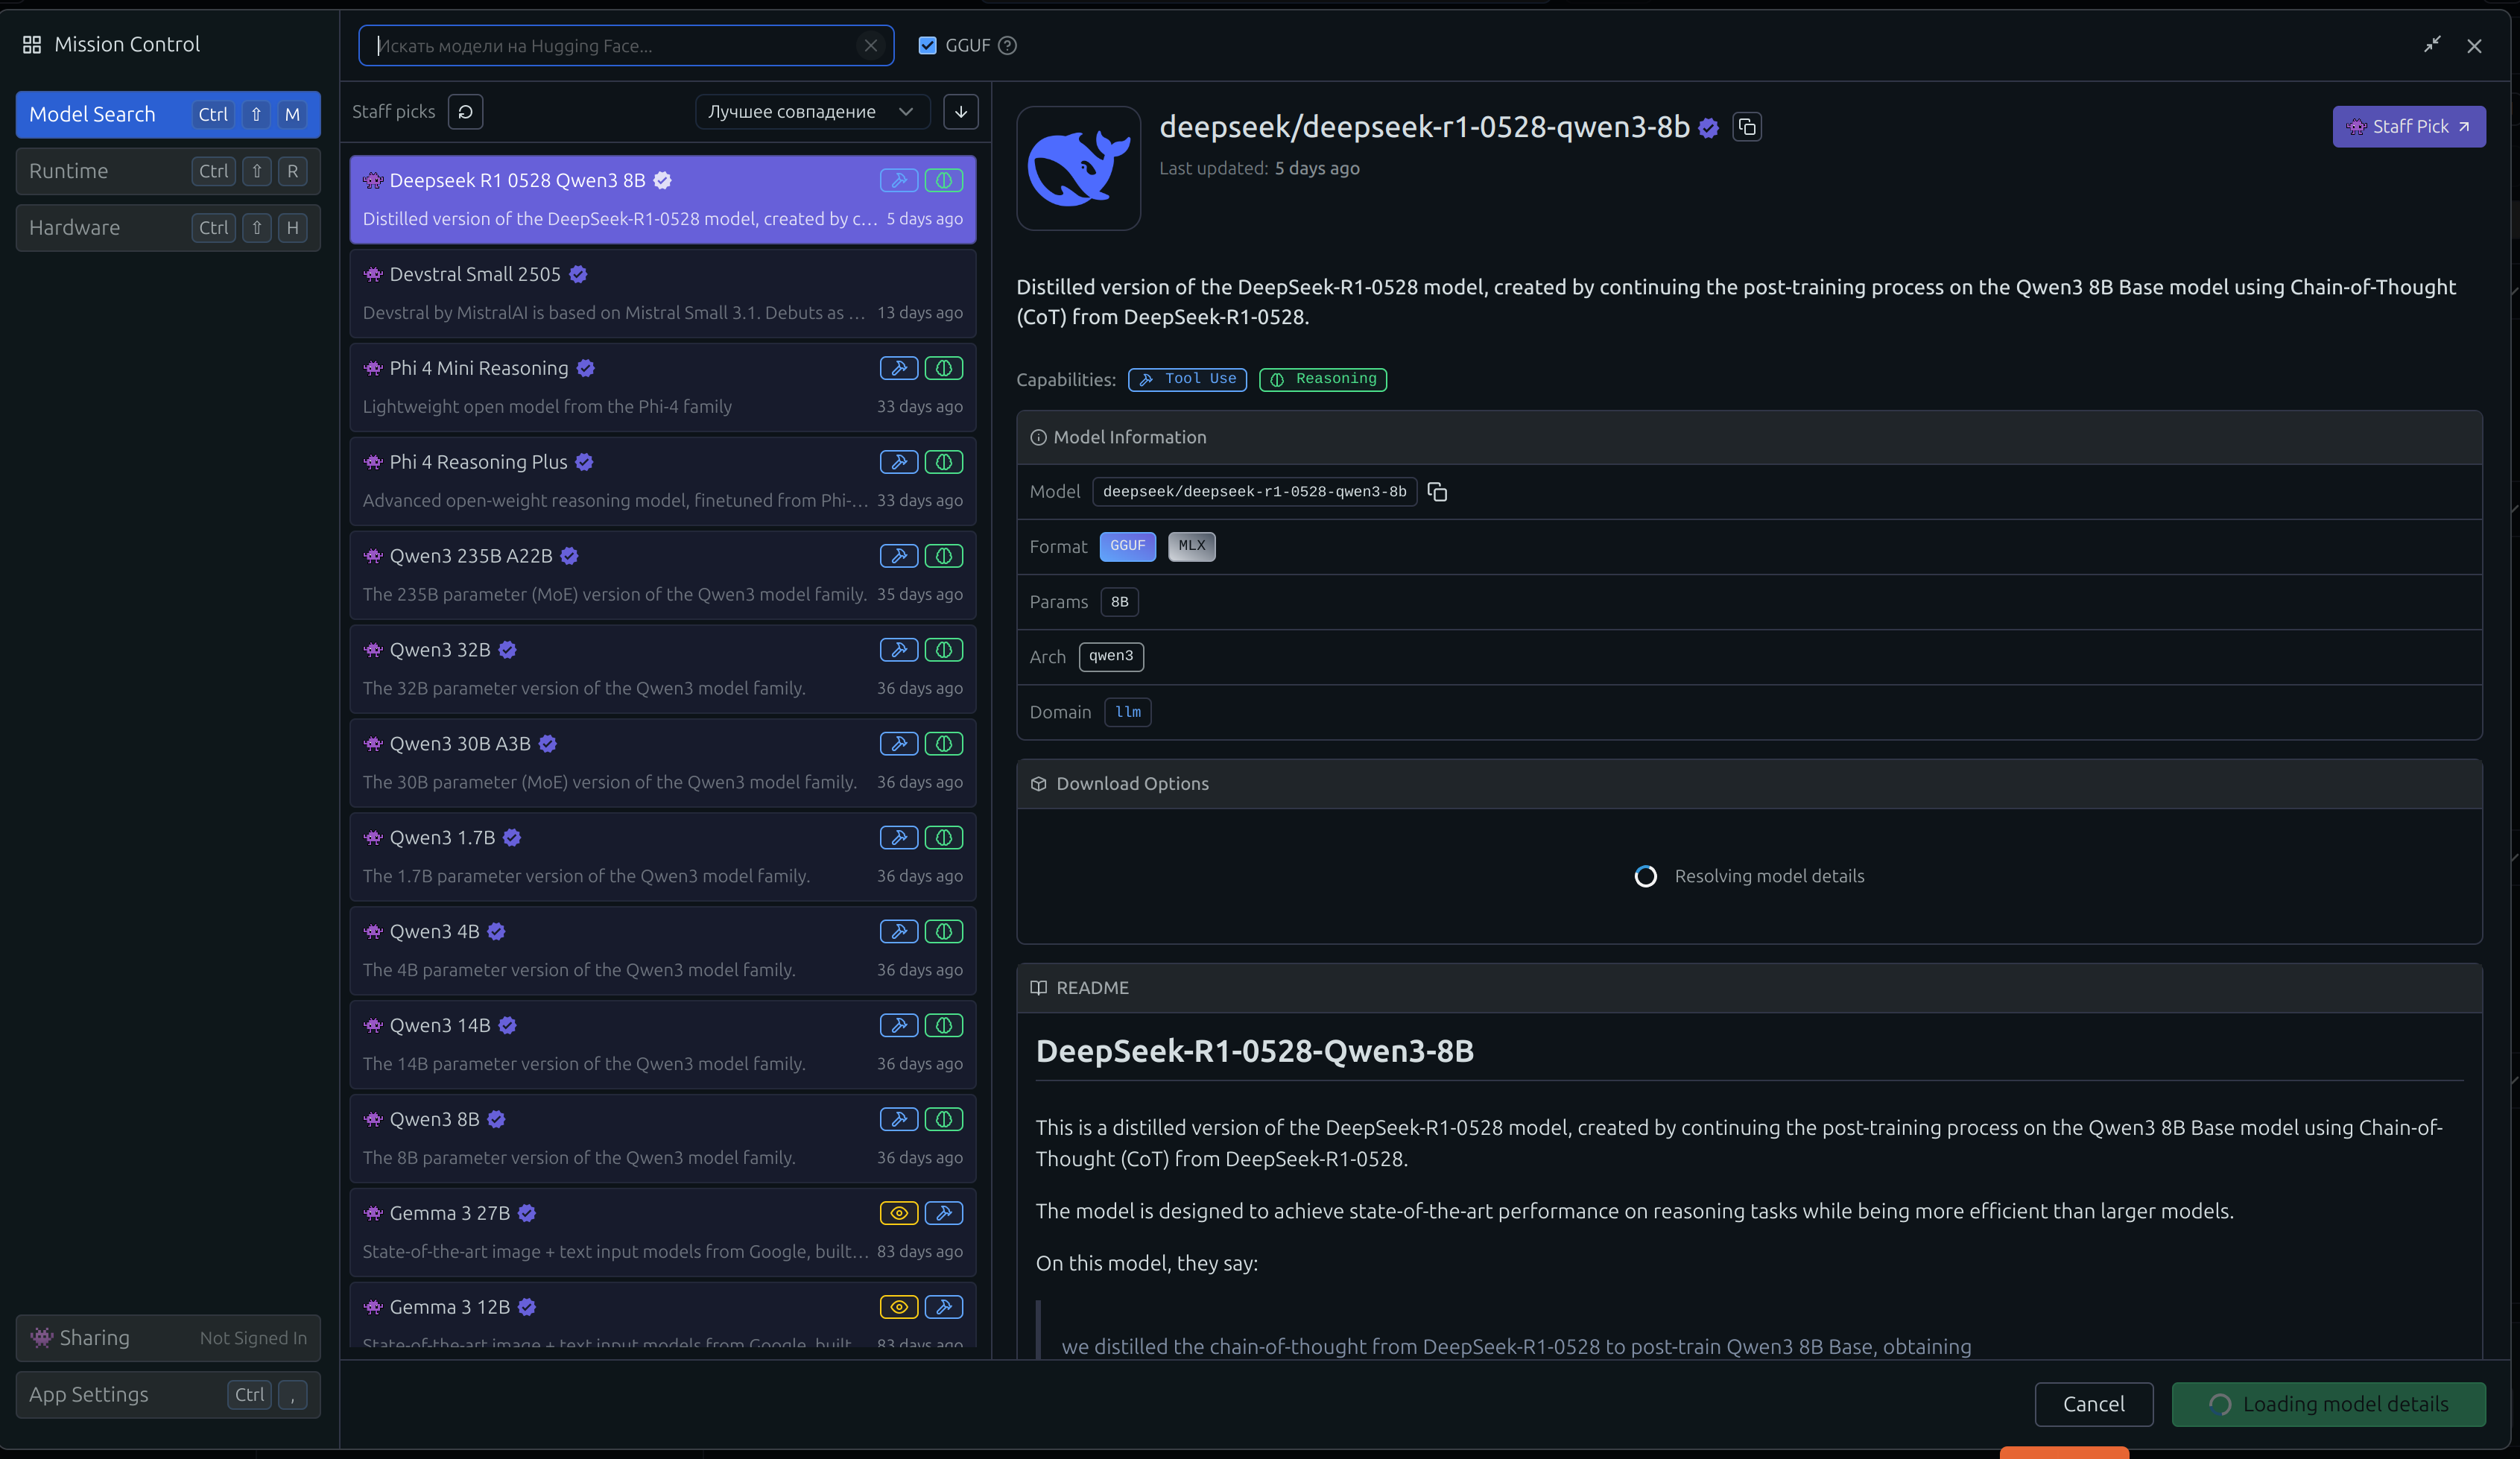 Mission Control
Model Search Ctrl ⇧ M
Runtime Ctrl ⇧ R
Hardware Ctrl ⇧ H
Sharing Not Signed In
App Settings Ctrl ,
Искать модели на Hugging Face...
GGUF
Staff picks
Лучшее совпадение
Deepseek R1 0528 Qwen3 8B
Distilled version of the DeepSeek-R1-0528 model, created by c... 5 days ago
Devstral Small 2505
Devstral by MistralAI is based on Mistral Small 3.1. Debuts as ... 13 days ago
Phi 4 Mini Reasoning
Lightweight open model from the Phi-4 family 33 days ago
Phi 4 Reasoning Plus
Advanced open-weight reasoning model, finetuned from Phi-... 33 days ago
Qwen3 235B A22B
The 235B parameter (MoE) version of the Qwen3 model family. 35 days ago
Qwen3 32B
The 32B parameter version of the Qwen3 model family. 36 days ago
Qwen3 30B A3B
The 30B parameter (MoE) version of the Qwen3 model family. 36 days ago
Qwen3 1.7B
The 1.7B parameter version of the Qwen3 model family. 36 days ago
Qwen3 4B
The 4B parameter version of the Qwen3 model family. 36 days ago
Qwen3 14B
The 14B parameter version of the Qwen3 model family. 36 days ago
Qwen3 8B
The 8B parameter version of the Qwen3 model family. 36 days ago
Gemma 3 27B
State-of-the-art image + text input models from Google, built... 83 days ago
Gemma 3 12B
State-of-the-art image + text input models from Google, built... 83 days ago
deepseek/deepseek-r1-0528-qwen3-8b
Staff Pick
Last updated: 5 days ago
Distilled version of the DeepSeek-R1-0528 model, created by continuing the post-training process on the Qwen3 8B Base model using Chain-of-Thought
(CoT) from DeepSeek-R1-0528.
Capabilities: Tool Use Reasoning
Model Information
Model deepseek/deepseek-r1-0528-qwen3-8b
Format GGUF MLX
Params 8B
Arch qwen3
Domain llm
Download Options
Resolving model details
README
DeepSeek-R1-0528-Qwen3-8B
This is a distilled version of the DeepSeek-R1-0528 model, created by continuing the post-training process on the Qwen3 8B Base model using Chain-of-
Thought (CoT) from DeepSeek-R1-0528.
The model is designed to achieve state-of-the-art performance on reasoning tasks while being more efficient than larger models.
On this model, they say:
we distilled the chain-of-thought from DeepSeek-R1-0528 to post-train Qwen3 8B Base, obtaining
Cancel
Loading model details